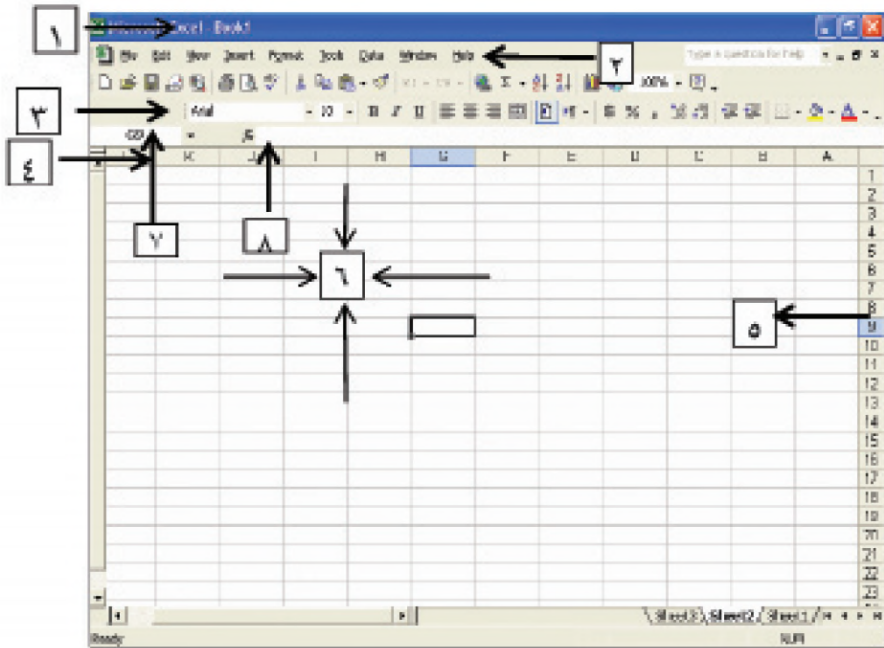 ١
Microsoft Excel - Book1
٢
File Edit View Insert Format Tools Data Window Help
Type a question for help
100%
٣
Arial
10
B I U
$ % ,
A
٤
G9
fx
K J I H G F E D C B A
1
2
3
4
5
6
7
8
9
10
11
12
13
14
15
16
17
18
19
20
21
22
23
٧
٨
٦
٥
Sheet3 Sheet2 Sheet1
Ready
NUM